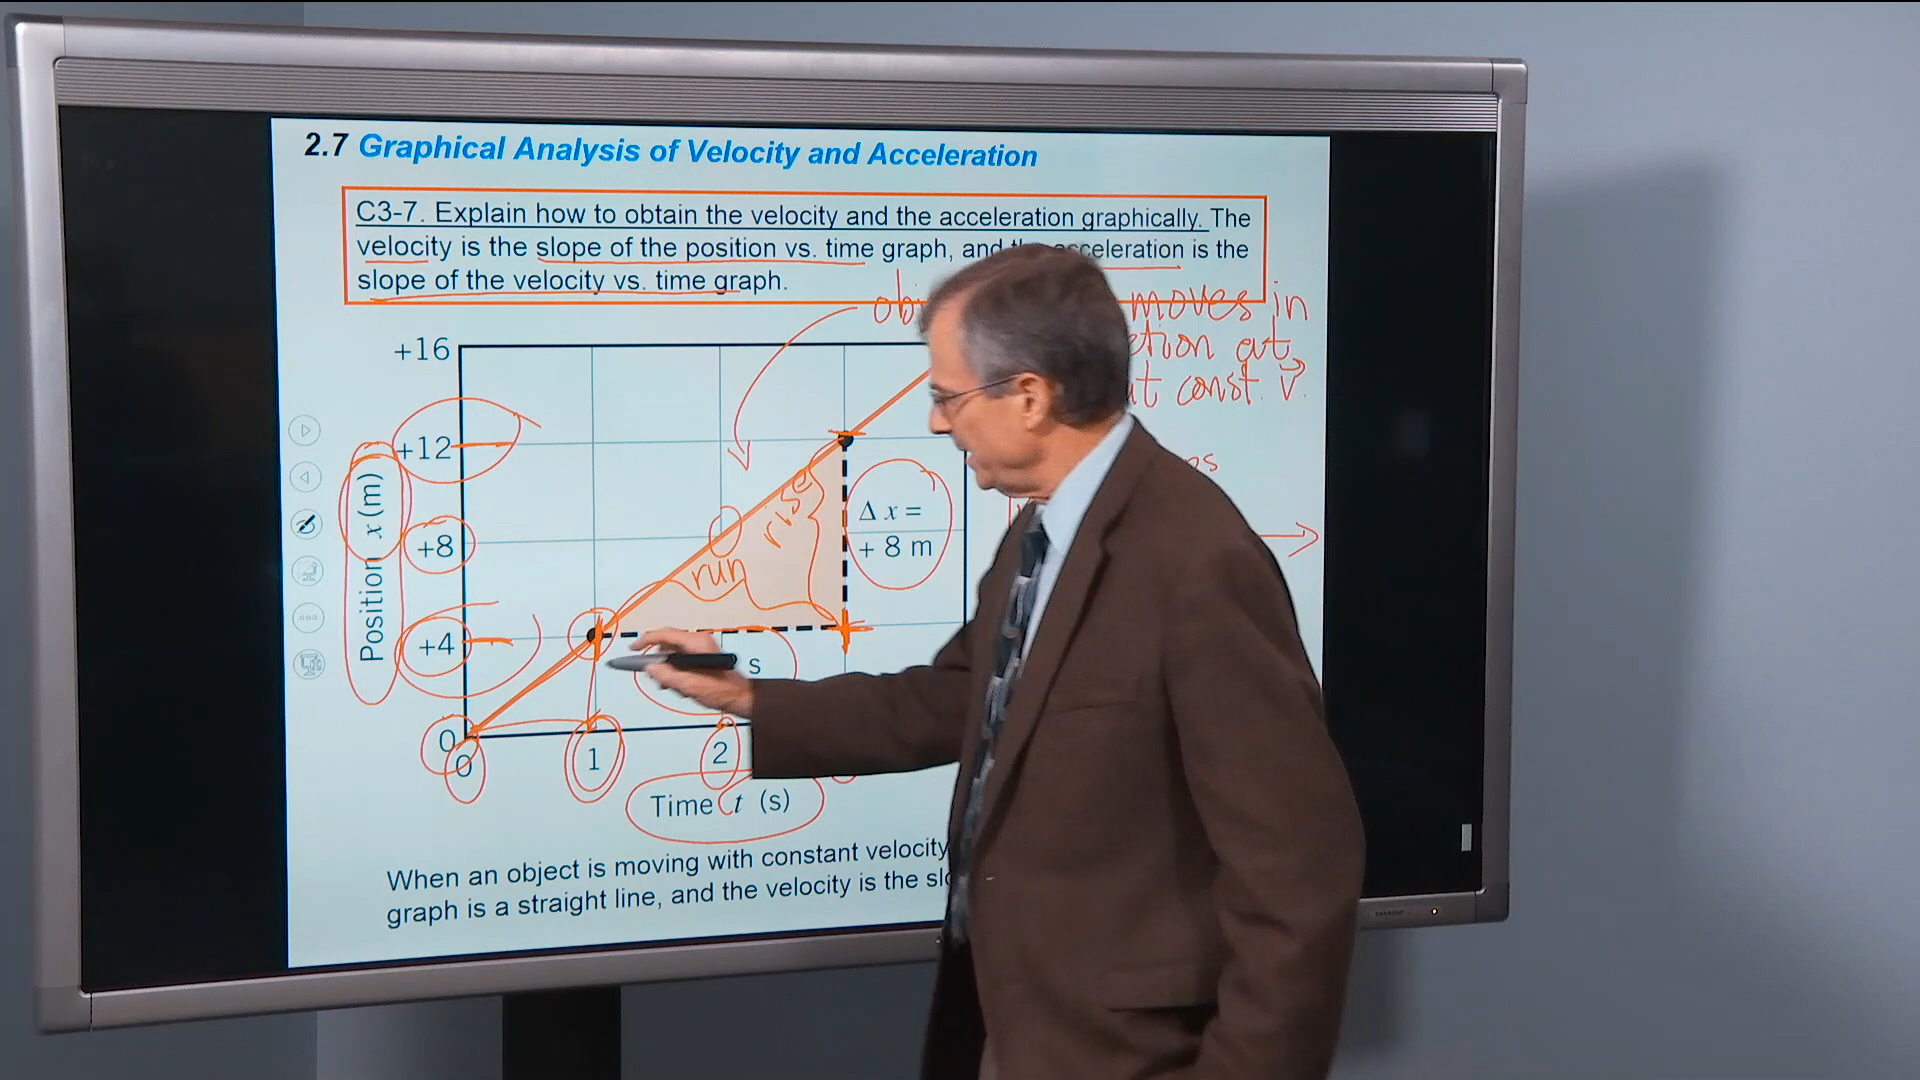 2.7 Graphical Analysis of Velocity and Acceleration
C3-7. Explain how to obtain the velocity and the acceleration graphically. The
velocity is the slope of the position vs. time graph, and acceleration is the
slope of the velocity vs. time graph.
moves in
at
const. v
+16
+12
+8
+4
0
Position x (m)
rise
run
Δ x =
+ 8 m
s
0 1 2
Time t (s)
When an object is moving with constant velocity
graph is a straight line, and the velocity is the